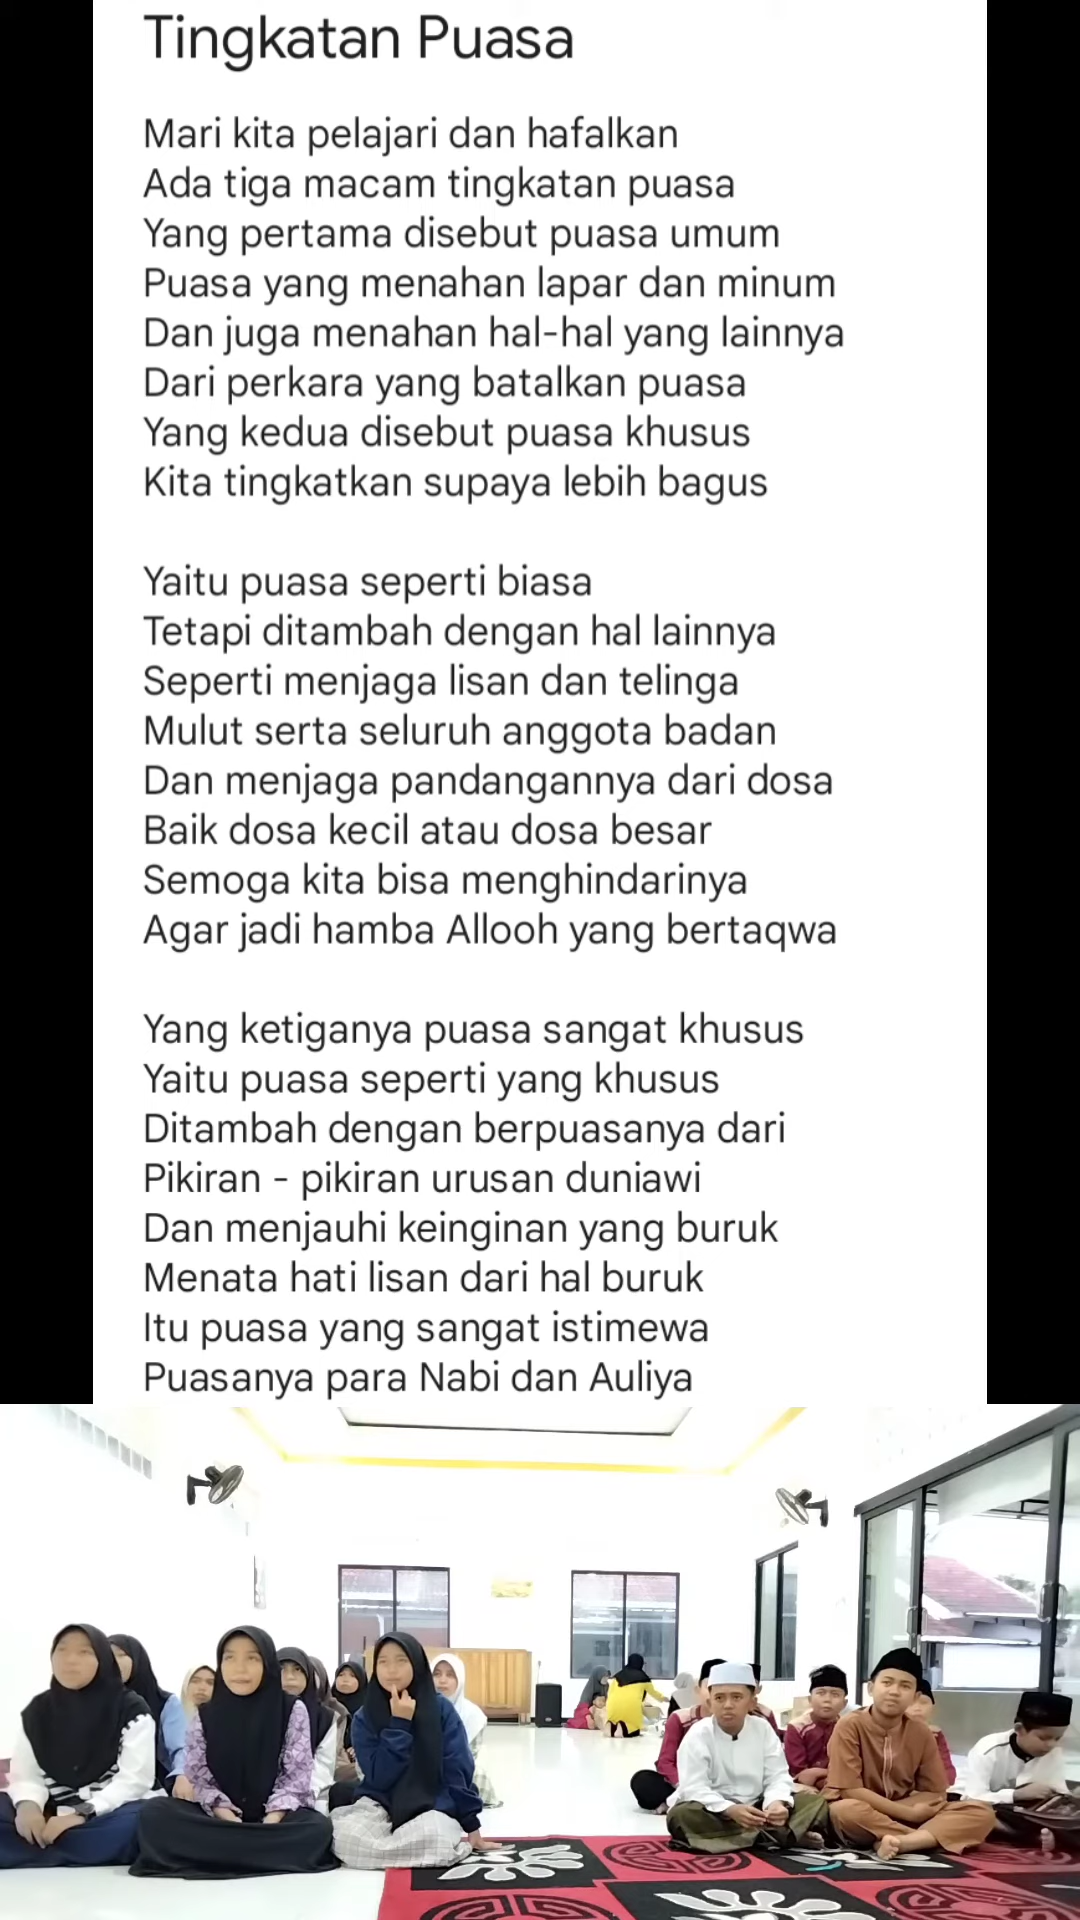 Tingkatan Puasa
Mari kita pelajari dan hafalkan
Ada tiga macam tingkatan puasa
Yang pertama disebut puasa umum
Puasa yang menahan lapar dan minum
Dan juga menahan hal-hal yang lainnya
Dari perkara yang batalkan puasa
Yang kedua disebut puasa khusus
Kita tingkatkan supaya lebih bagus
Yaitu puasa seperti biasa
Tetapi ditambah dengan hal lainnya
Seperti menjaga lisan dan telinga
Mulut serta seluruh anggota badan
Dan menjaga pandangannya dari dosa
Baik dosa kecil atau dosa besar
Semoga kita bisa menghindarinya
Agar jadi hamba Allooh yang bertaqwa
Yang ketiganya puasa sangat khusus
Yaitu puasa seperti yang khusus
Ditambah dengan berpuasanya dari
Pikiran - pikiran urusan duniawi
Dan menjauhi keinginan yang buruk
Menata hati lisan dari hal buruk
Itu puasa yang sangat istimewa
Puasanya para Nabi dan Auliya